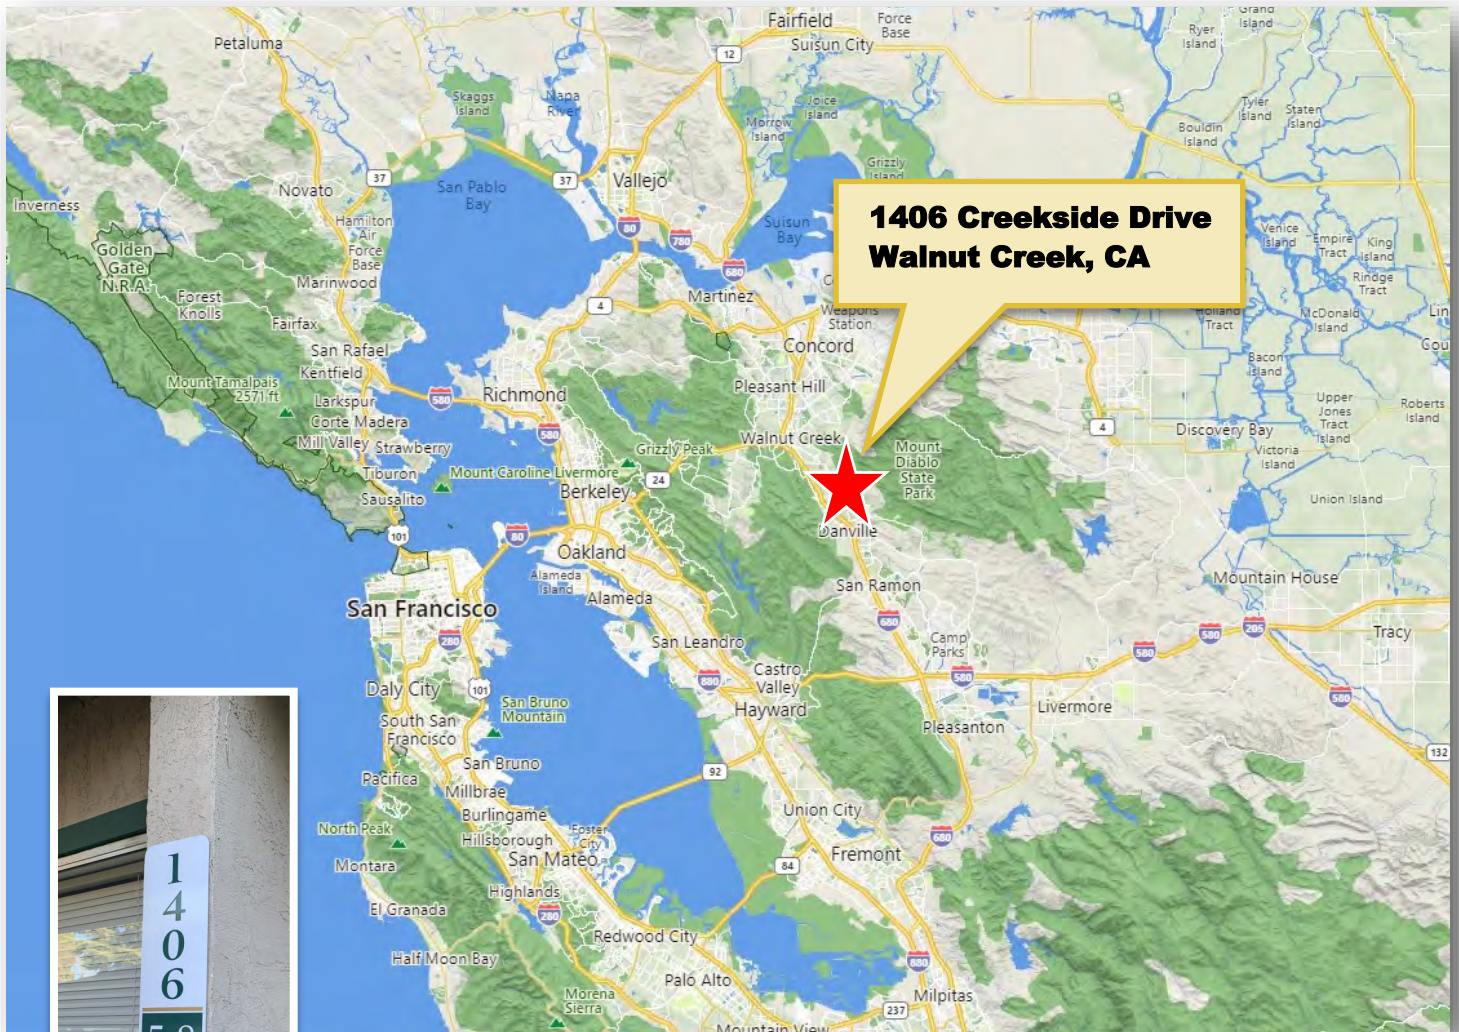 Fairfield
Force
Base
Grand
Island
Petaluma
Suisun City
Ryer
Island
12
Skaggs
Island
Napa
River
Joice
Island
Tyler
Island
Staten
Island
Morrow
Island
Bouldin
Island
Grizzly
Island
37
37
Vallejo
San Pablo
Bay
Novato
Inverness
Hamilton
Air
Force
Base
80
780
Suisun
Bay
1406 Creekside Drive
Walnut Creek, CA
Venice
Island
Empire
Tract
King
Island
Golden
Gate
N.R.A.
680
Rindge
Tract
Marinwood
Martinez
Forest
Knolls
4
Weapons
Station
Holland
Tract
McDonald
Island
Lin
Fairfax
Concord
Gou
San Rafael
Bacon
Island
Kentfield
Mount Tamalpais
2571 ft
Pleasant Hill
580
Richmond
Larkspur
Upper
Jones
Tract
Island
Roberts
Island
Corte Madera
580
4
Discovery Bay
Mill Valley
Strawberry
Walnut Creek
Grizzly Peak
Mount
Diablo
State
Park
Victoria
Island
Tiburon
Mount Caroline Livermore
24
Sausalito
Berkeley
Union Island
101
80
Danville
Oakland
Alameda
Island
Mountain House
San Ramon
San Francisco
Alameda
680
280
San Leandro
Camp
Parks
580
205
Tracy
580
Castro
Valley
880
580
580
Daly City
101
San Bruno
Mountain
Hayward
Livermore
South San
Francisco
Pleasanton
132
San Bruno
92
Pacifica
Millbrae
Union City
Burlingame
North Peak
Foster
City
680
Hillsborough
San Mateo
Fremont
Montara
84
Highlands
El Granada
280
Redwood City
Half Moon Bay
880
Palo Alto
Morena
Sierra
Milpitas
237
Mountain View
1
4
0
6